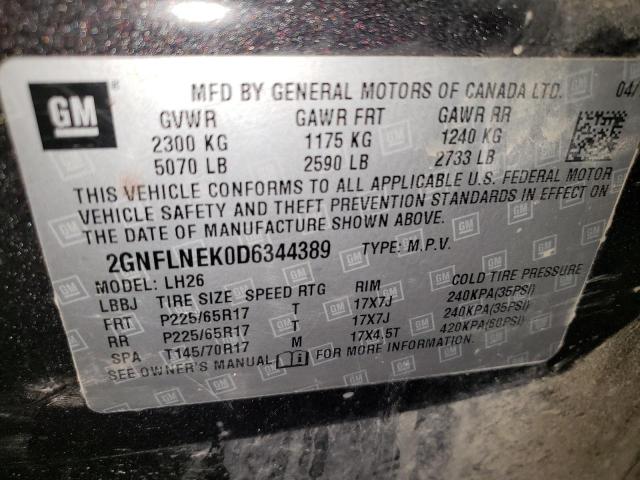 GM ® MFD BY GENERAL MOTORS OF CANADA LTD. 04/
GVWR GAWR FRT GAWR RR
2300 KG 1175 KG 1240 KG
5070 LB 2590 LB 2733 LB
THIS VEHICLE CONFORMS TO ALL APPLICABLE U.S. FEDERAL MOTOR
VEHICLE SAFETY AND THEFT PREVENTION STANDARDS IN EFFECT ON
THE DATE OF MANUFACTURE SHOWN ABOVE.
2GNFLNEK0D6344389 TYPE: M.P.V.
MODEL: LH26
LBBJ TIRE SIZE SPEED RTG RIM COLD TIRE PRESSURE
FRT P225/65R17 T 17X7J 240KPA(35PSI)
RR P225/65R17 T 17X7J 240KPA(35PSI)
SPA T145/70R17 M 17X4.5T 420KPA(60PSI)
SEE OWNER'S MANUAL i FOR MORE INFORMATION.